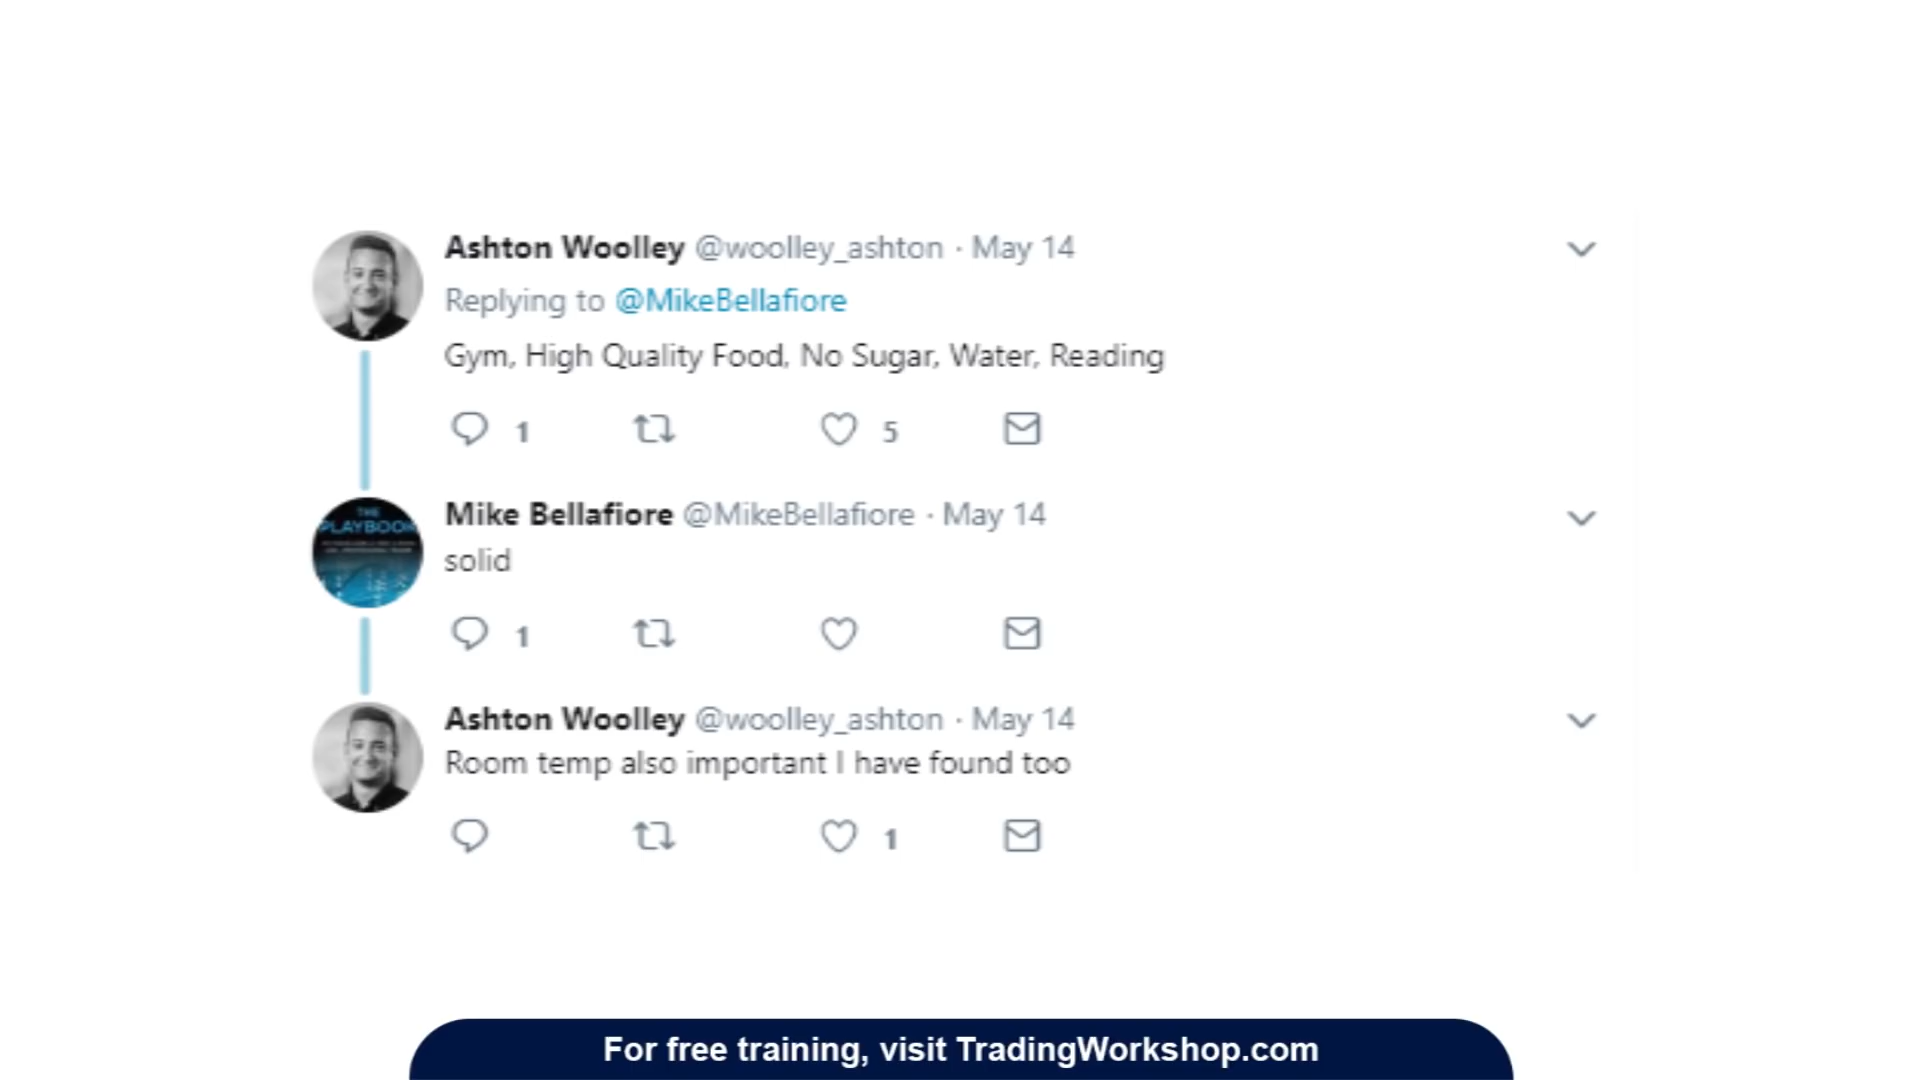 Ashton Woolley @woolley_ashton · May 14
Replying to @MikeBellafiore
Gym, High Quality Food, No Sugar, Water, Reading
1 5
THE
PLAYBOOK
Mike Bellafiore @MikeBellafiore · May 14
solid
1
Ashton Woolley @woolley_ashton · May 14
Room temp also important I have found too
1
For free training, visit TradingWorkshop.com